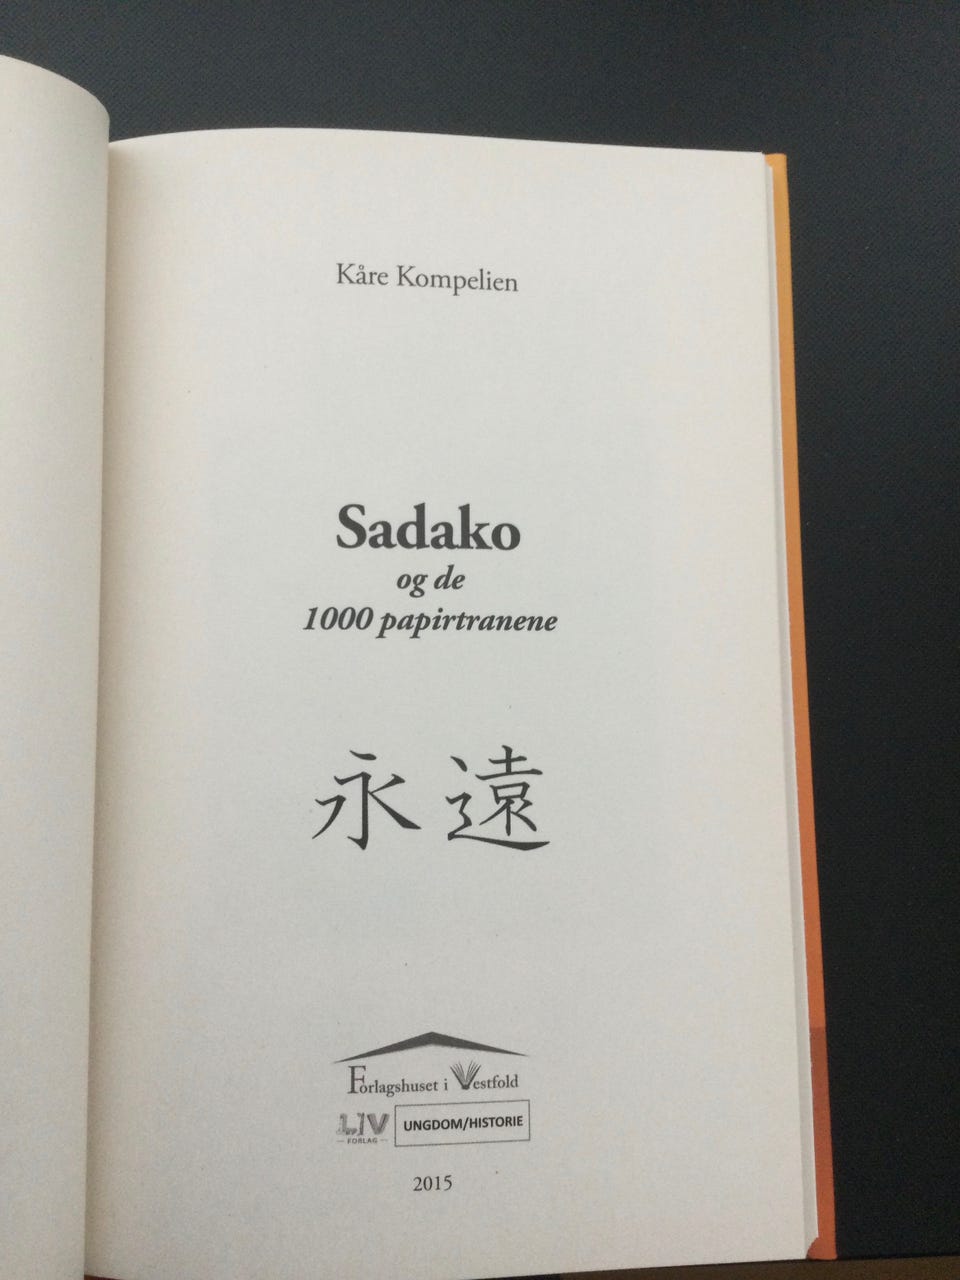 Kåre Kompelien
Sadako
og de
1000 papirtranene
永遠
Forlagshuset i Vestfold
LIV
FORLAG
UNGDOM/HISTORIE
2015